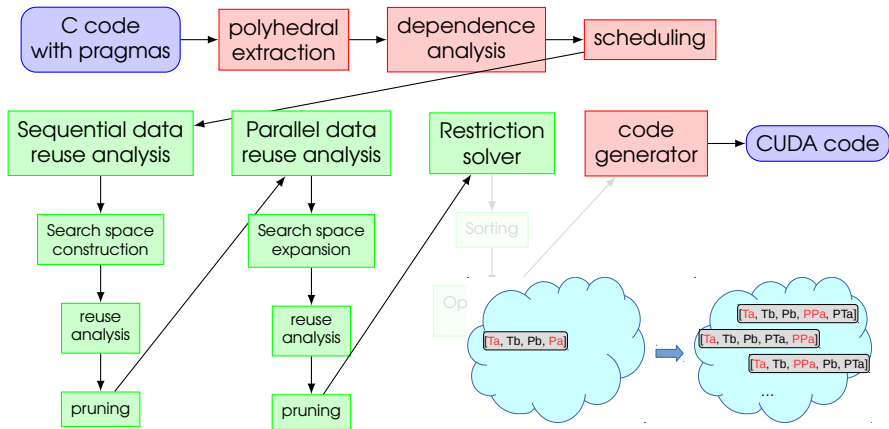 C code
with pragmas
polyhedral
extraction
dependence
analysis
scheduling
Sequential data
reuse analysis
Parallel data
reuse analysis
Restriction
solver
code
generator
CUDA code
Search space
construction
Search space
expansion
Sorting
reuse
analysis
reuse
analysis
Op
pruning
pruning
[Ta, Tb, Pb, Pa]
[Ta, Tb, Pb, PPa, PTa]
[Ta, Tb, Pb, PTa, PPa]
[Ta, Tb, PPa, Pb, PTa]
...